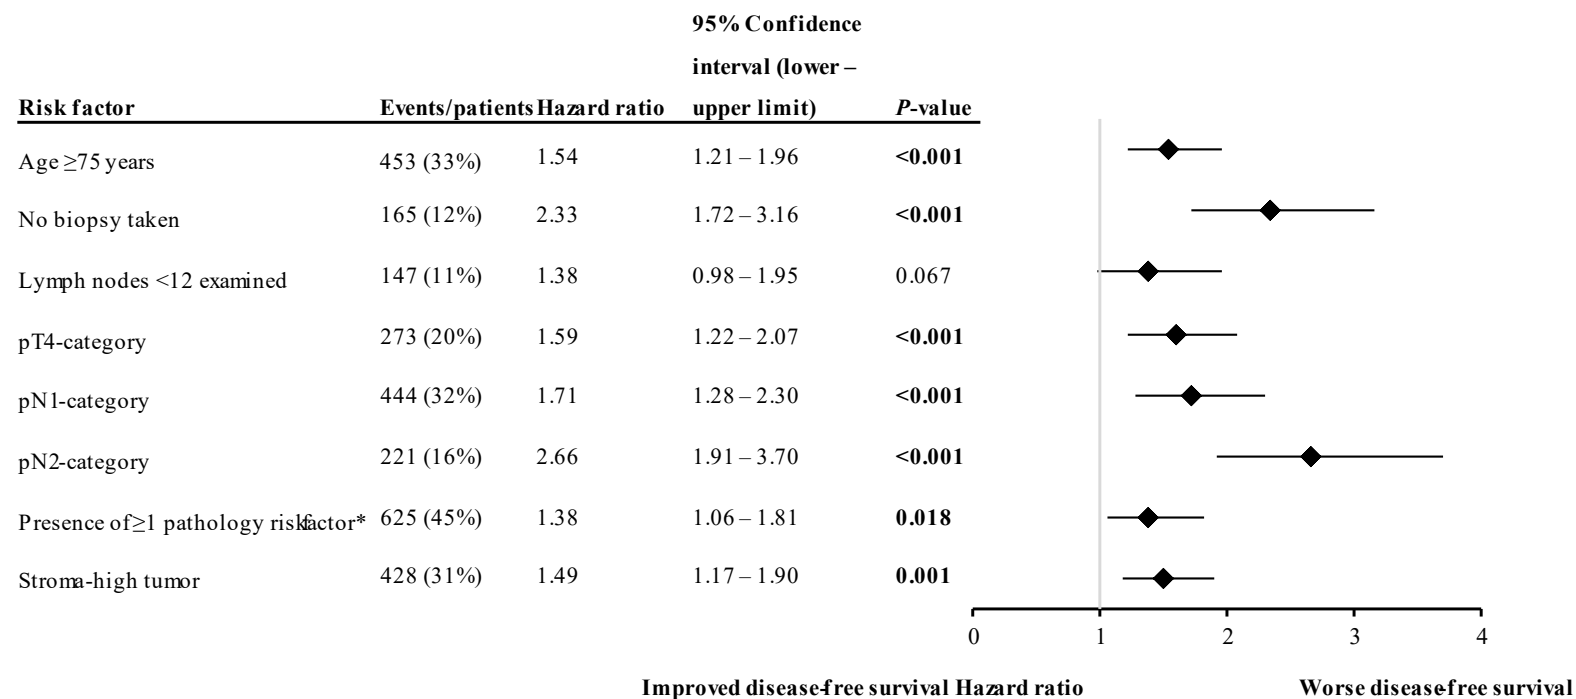 95% Confidence
interval (lower –
Risk factor Events/patients Hazard ratio upper limit) P-value
Age ≥75 years 453 (33%) 1.54 1.21 – 1.96 <0.001
No biopsy taken 165 (12%) 2.33 1.72 – 3.16 <0.001
Lymph nodes <12 examined 147 (11%) 1.38 0.98 – 1.95 0.067
pT4-category 273 (20%) 1.59 1.22 – 2.07 <0.001
pN1-category 444 (32%) 1.71 1.28 – 2.30 <0.001
pN2-category 221 (16%) 2.66 1.91 – 3.70 <0.001
Presence of ≥1 pathology risk factor* 625 (45%) 1.38 1.06 – 1.81 0.018
Stroma-high tumor 428 (31%) 1.49 1.17 – 1.90 0.001
0 1 2 3 4
Improved disease-free survival Hazard ratio Worse disease-free survival